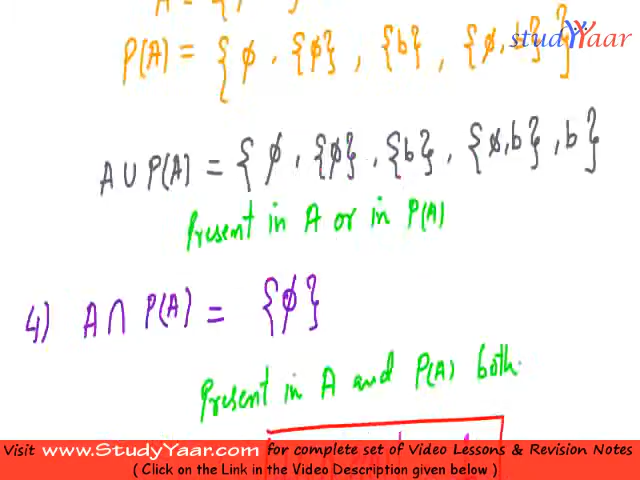 P(A) = { ϕ , {ϕ} , {b} , {ϕ, b} }
studyYaar
A ∪ P(A) = { ϕ , {ϕ} , {b} , {ϕ,b} , b }
Present in A or in P(A)
4) A ∩ P(A) = {ϕ}
Present in A and P(A) both.
Visit www.StudyYaar.com for complete set of Video Lessons & Revision Notes
( Click on the Link in the Video Description given below )